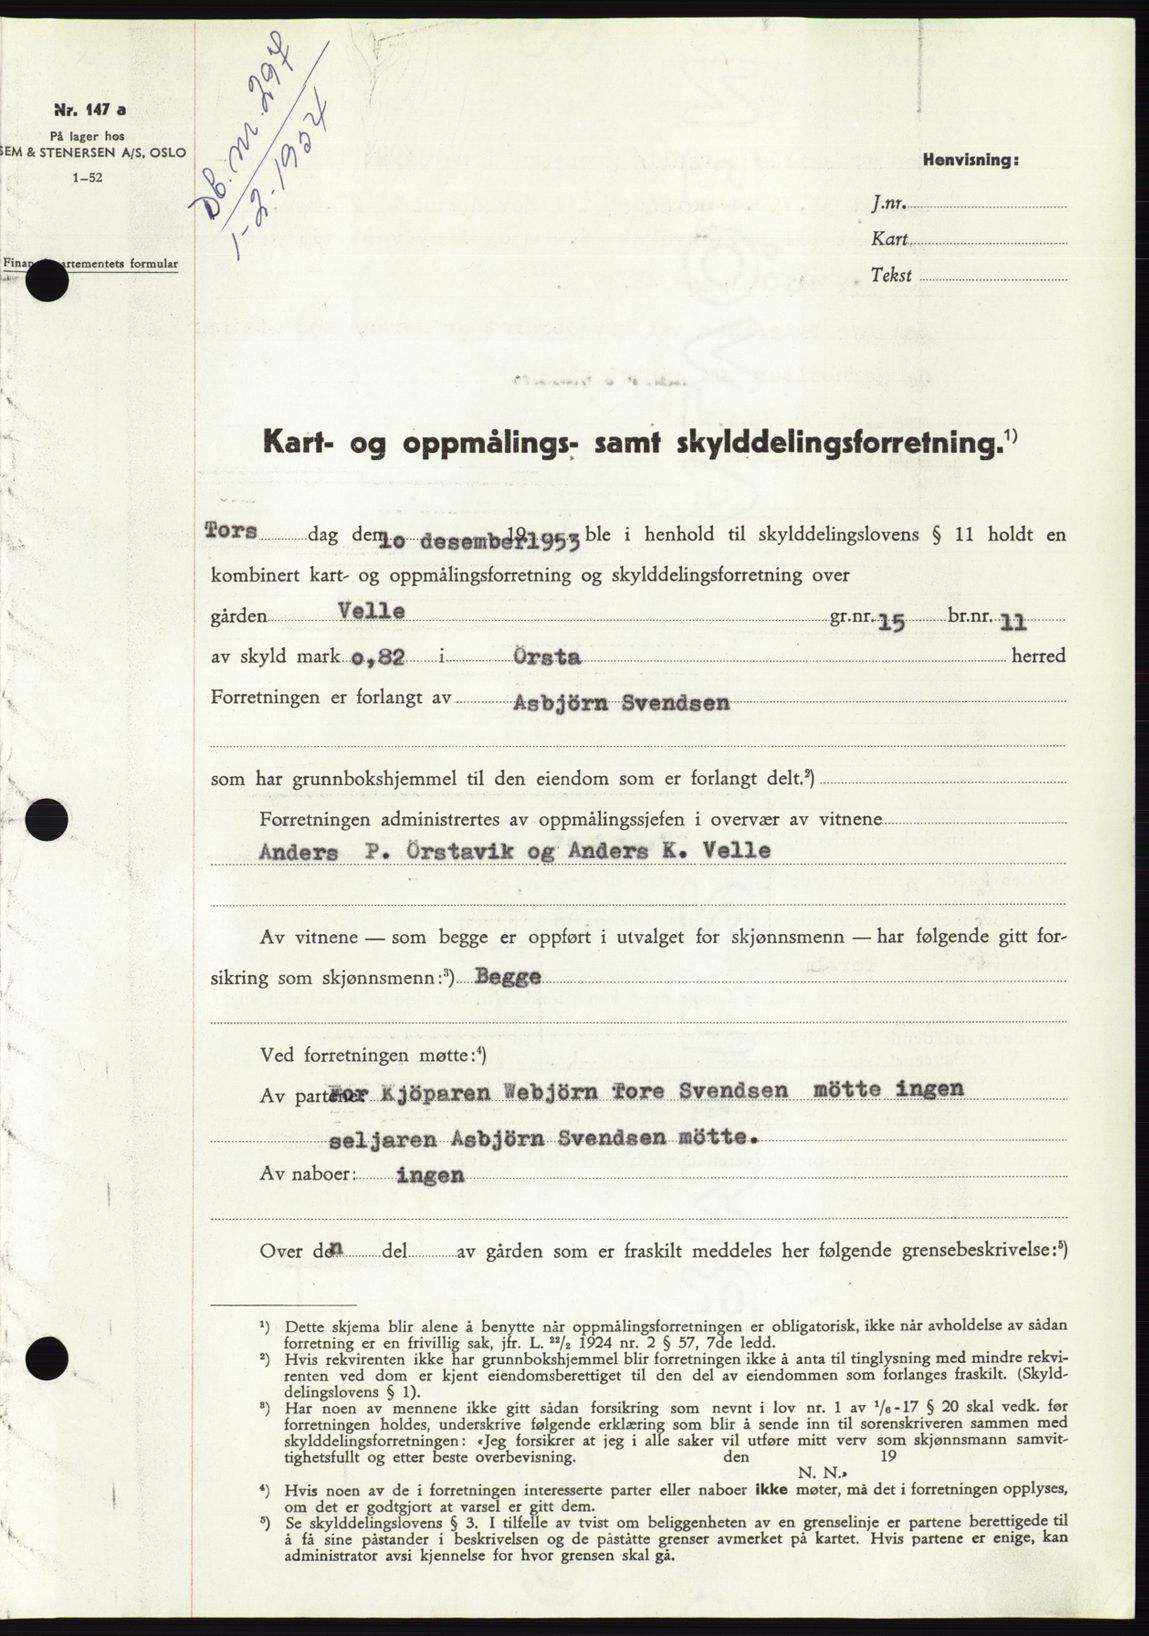 Db. nr. 297
1-2-1954
Nr. 147 a
På lager hos
SEM & STENERSEN A/S, OSLO
1–52
Finansdepartementets formular
Henvisning:
J.nr.
Kart
Tekst
Kart- og oppmålings- samt skylddelingsforretning.¹)
Tors dag den 10 desember 1953 ble i henhold til skylddelingslovens § 11 holdt en
kombinert kart- og oppmålingsforretning og skylddelingsforretning over
gården Velle gr.nr. 15 br.nr. 11
av skyld mark 0,82 i Örsta herred
Forretningen er forlangt av Asbjörn Svendsen
som har grunnbokshjemmel til den eiendom som er forlangt delt.²)
Forretningen administrertes av oppmålingssjefen i overvær av vitnene
Anders P. Örstavik og Anders K. Velle
Av vitnene — som begge er oppført i utvalget for skjønnsmenn — har følgende gitt for-
sikring som skjønnsmenn:³) Begge
Ved forretningen møtte:⁴)
Av partene: For Kjöparen Webjörn Tore Svendsen mötte ingen
seljaren Asbjörn Svendsen mötte.
Av naboer: ingen
Over den del av gården som er fraskilt meddeles her følgende grensebeskrivelse:⁵)
¹) Dette skjema blir alene å benytte når oppmålingsforretningen er obligatorisk, ikke når avholdelse av sådan
forretning er en frivillig sak, jfr. L. ²²/₂ 1924 nr. 2 § 57, 7de ledd.
²) Hvis rekvirenten ikke har grunnbokshjemmel blir forretningen ikke å anta til tinglysning med mindre rekvi-
renten ved dom er kjent eiendomsberettiget til den del av eiendommen som forlanges fraskilt. (Skyld-
delingslovens § 1).
³) Har noen av mennene ikke gitt sådan forsikring som nevnt i lov nr. 1 av ¹/₆-17 § 20 skal vedk. før
forretningen holdes, underskrive følgende erklæring som blir å sende inn til sorenskriveren sammen med
skylddelingsforretningen: «Jeg forsikrer at jeg i alle saker vil utføre mitt verv som skjønnsmann samvit-
tighetsfullt og etter beste overbevisning. den 19
N. N.»
⁴) Hvis noen av de i forretningen interesserte parter eller naboer ikke møter, må det i forretningen opplyses,
om det er godtgjort at varsel er gitt dem.
⁵) Se skylddelingslovens § 3. I tilfelle av tvist om beliggenheten av en grenselinje er partene berettigede til
å få sine påstander i beskrivelsen og de påståtte grenser avmerket på kartet. Hvis partene er enige, kan
administrator avsi kjennelse for hvor grensen skal gå.